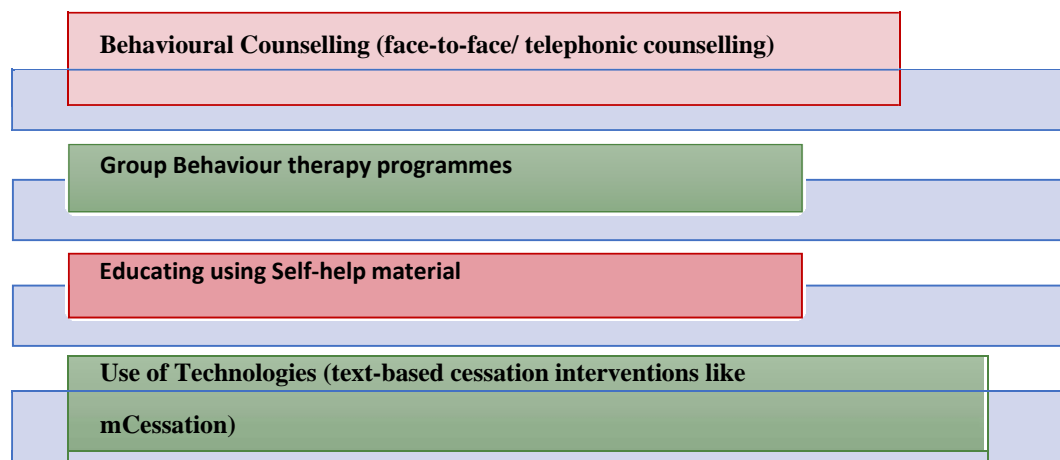 Behavioural Counselling (face-to-face/ telephonic counselling)
Group Behaviour therapy programmes
Educating using Self-help material
Use of Technologies (text-based cessation interventions like
mCessation)